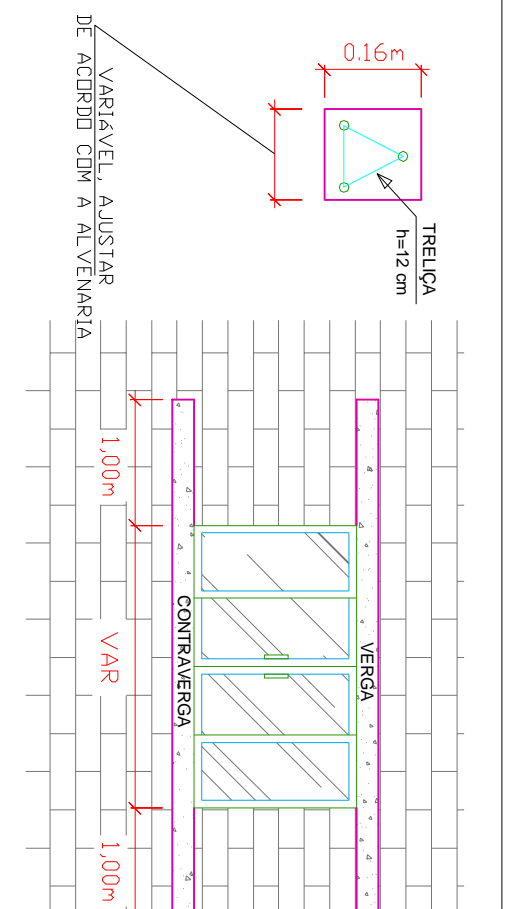 0.16m
TRELIÇA
h=12 cm
VARIÁVEL, AJUSTAR
DE ACORDO COM A ALVENARIA
VERGA
CONTRAVERGA
1,00m
VAR
1,00m